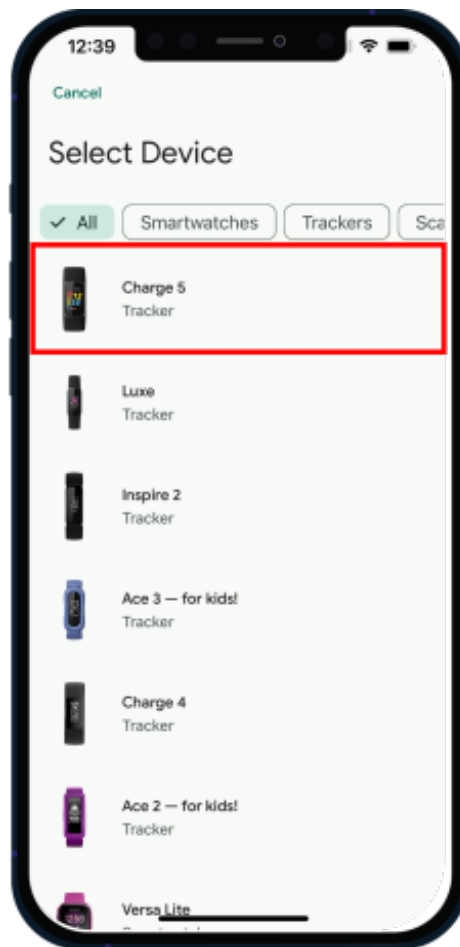 12:39
Cancel
Select Device
All
Smartwatches
Trackers
Sca
Charge 5
Tracker
Luxe
Tracker
Inspire 2
Tracker
Ace 3 — for kids!
Tracker
Charge 4
Tracker
Ace 2 — for kids!
Tracker
Versa Lite